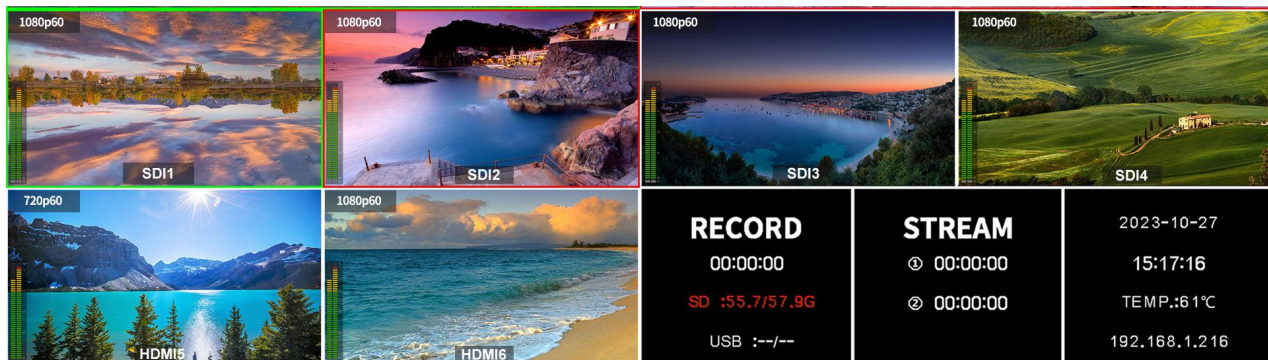 1080p60
SDI1
1080p60
SDI2
1080p60
SDI3
1080p60
SDI4
720p60
HDMI5
1080p60
HDMI6
RECORD
00:00:00
SD :55.7/57.9G
USB :--/--
STREAM
① 00:00:00
② 00:00:00
2023-10-27
15:17:16
TEMP.:61℃
192.168.1.216